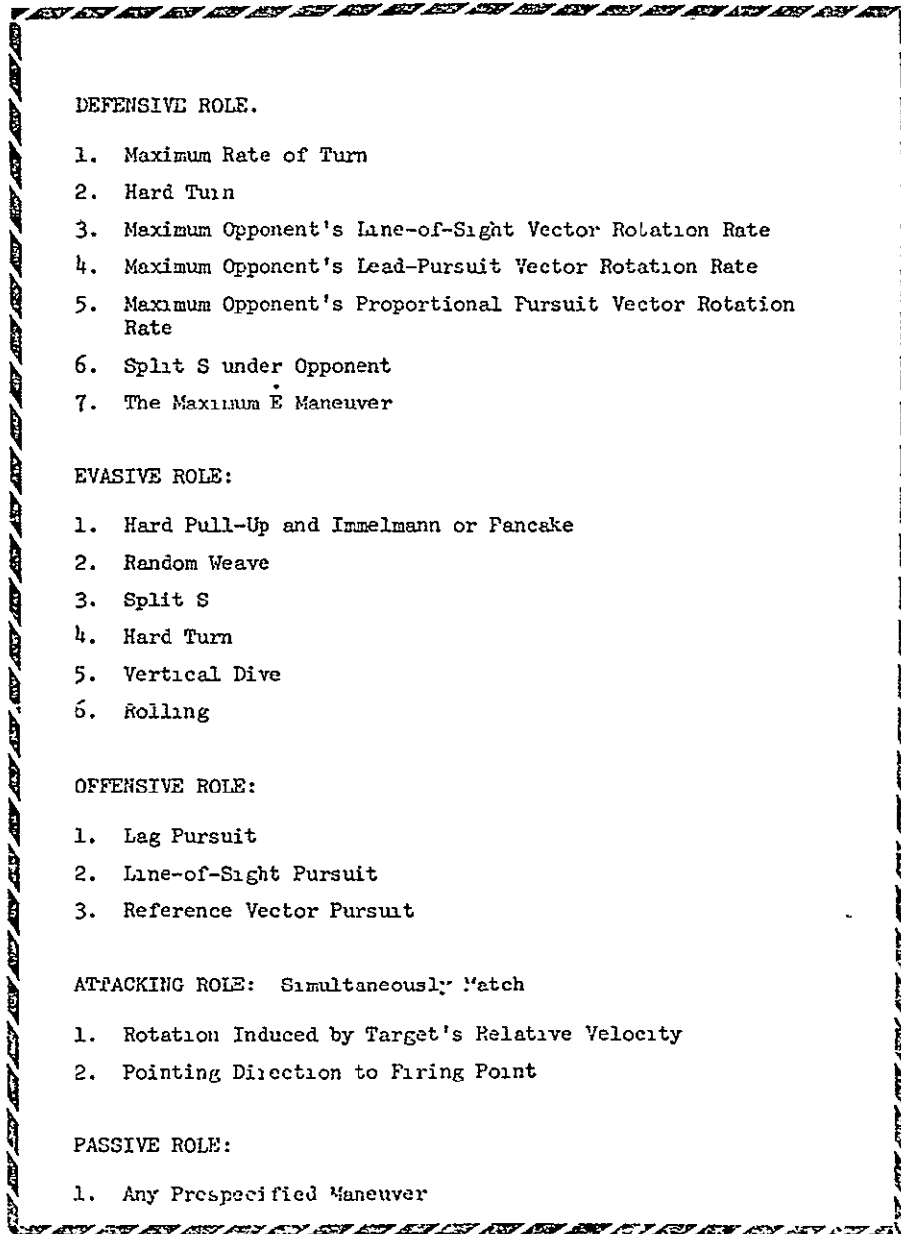 DEFENSIVE ROLE.
1. Maximum Rate of Turn
2. Hard Turn
3. Maximum Opponent's Line-of-Sight Vector Rotation Rate
4. Maximum Opponent's Lead-Pursuit Vector Rotation Rate
5. Maximum Opponent's Proportional Pursuit Vector Rotation
Rate
6. Split S under Opponent
7. The Maximum Ė Maneuver
EVASIVE ROLE:
1. Hard Pull-Up and Immelmann or Pancake
2. Random Weave
3. Split S
4. Hard Turn
5. Vertical Dive
6. Rolling
OFFENSIVE ROLE:
1. Lag Pursuit
2. Line-of-Sight Pursuit
3. Reference Vector Pursuit
ATTACKING ROLE: Simultaneously Match
1. Rotation Induced by Target's Relative Velocity
2. Pointing Direction to Firing Point
PASSIVE ROLE:
1. Any Prespecified Maneuver